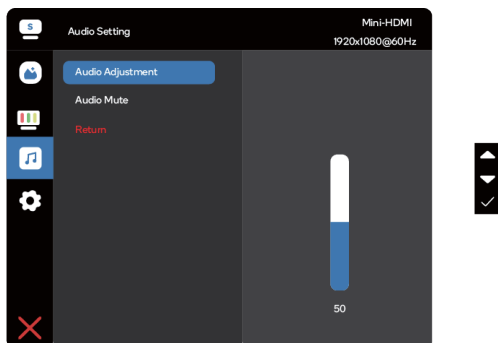 S
Audio Setting
Mini-HDMI
1920x1080@60Hz
Audio Adjustment
Audio Mute
Return
50